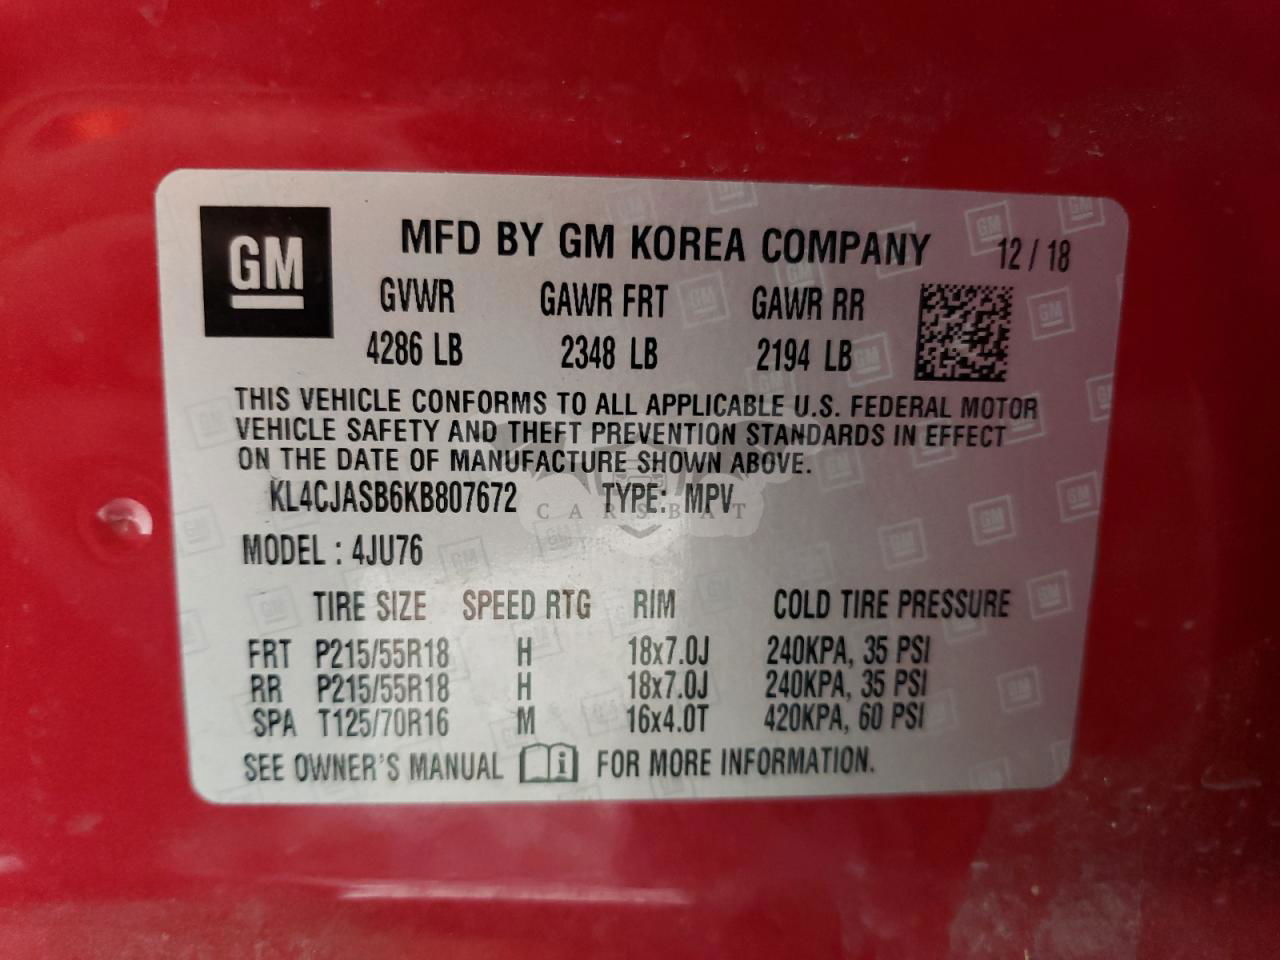 GM
MFD BY GM KOREA COMPANY 12 / 18
GVWR GAWR FRT GAWR RR
4286 LB 2348 LB 2194 LB
THIS VEHICLE CONFORMS TO ALL APPLICABLE U.S. FEDERAL MOTOR
VEHICLE SAFETY AND THEFT PREVENTION STANDARDS IN EFFECT
ON THE DATE OF MANUFACTURE SHOWN ABOVE.
KL4CJASB6KB807672 TYPE: MPV
CARSBAT
MODEL : 4JU76
TIRE SIZE SPEED RTG RIM COLD TIRE PRESSURE
FRT P215/55R18 H 18x7.0J 240KPA, 35 PSI
RR P215/55R18 H 18x7.0J 240KPA, 35 PSI
SPA T125/70R16 M 16x4.0T 420KPA, 60 PSI
SEE OWNER'S MANUAL i FOR MORE INFORMATION.